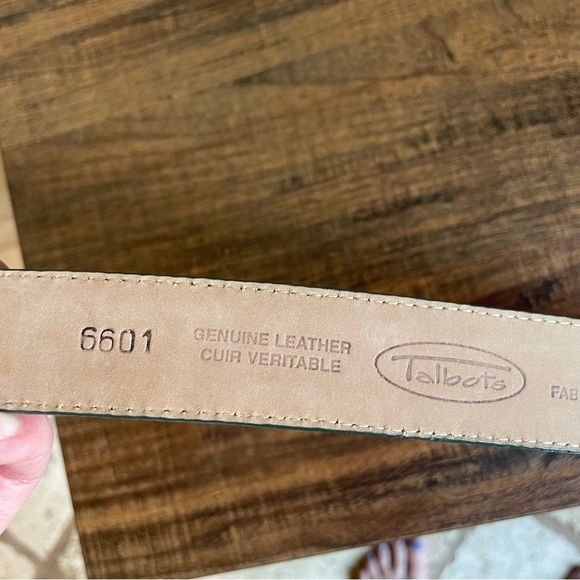 6601
GENUINE LEATHER
CUIR VERITABLE
Talbots
FAB